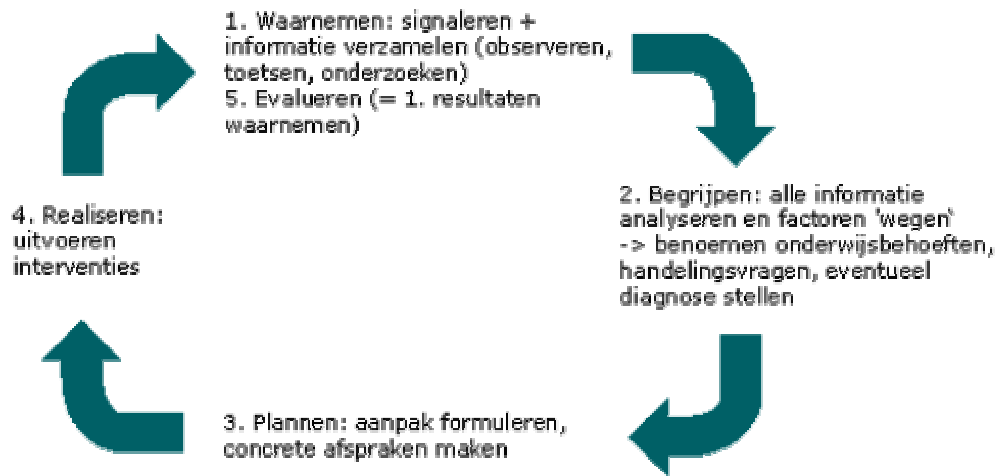 1. Waarnemen: signaleren +
informatie verzamelen (observeren,
toetsen, onderzoeken)
5. Evalueren (= 1. resultaten
waarnemen)
2. Begrijpen: alle informatie
analyseren en factoren 'wegen'
-> benoemen onderwijsbehoeften,
handelingsvragen, eventueel
diagnose stellen
3. Plannen: aanpak formuleren,
concrete afspraken maken
4. Realiseren:
uitvoeren
interventies